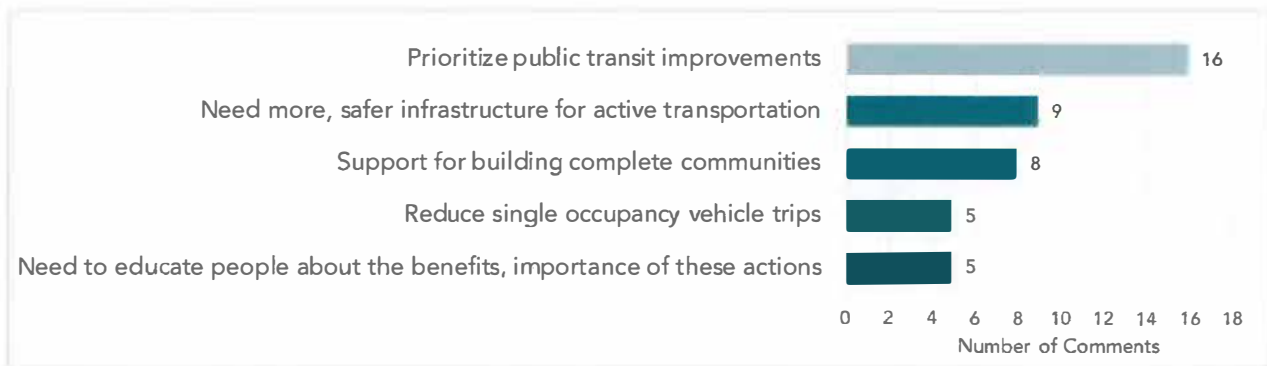 Prioritize public transit improvements 16
Need more, safer infrastructure for active transportation 9
Support for building complete communities 8
Reduce single occupancy vehicle trips 5
Need to educate people about the benefits, importance of these actions 5
0 2 4 6 8 10 12 14 16 18
Number of Comments